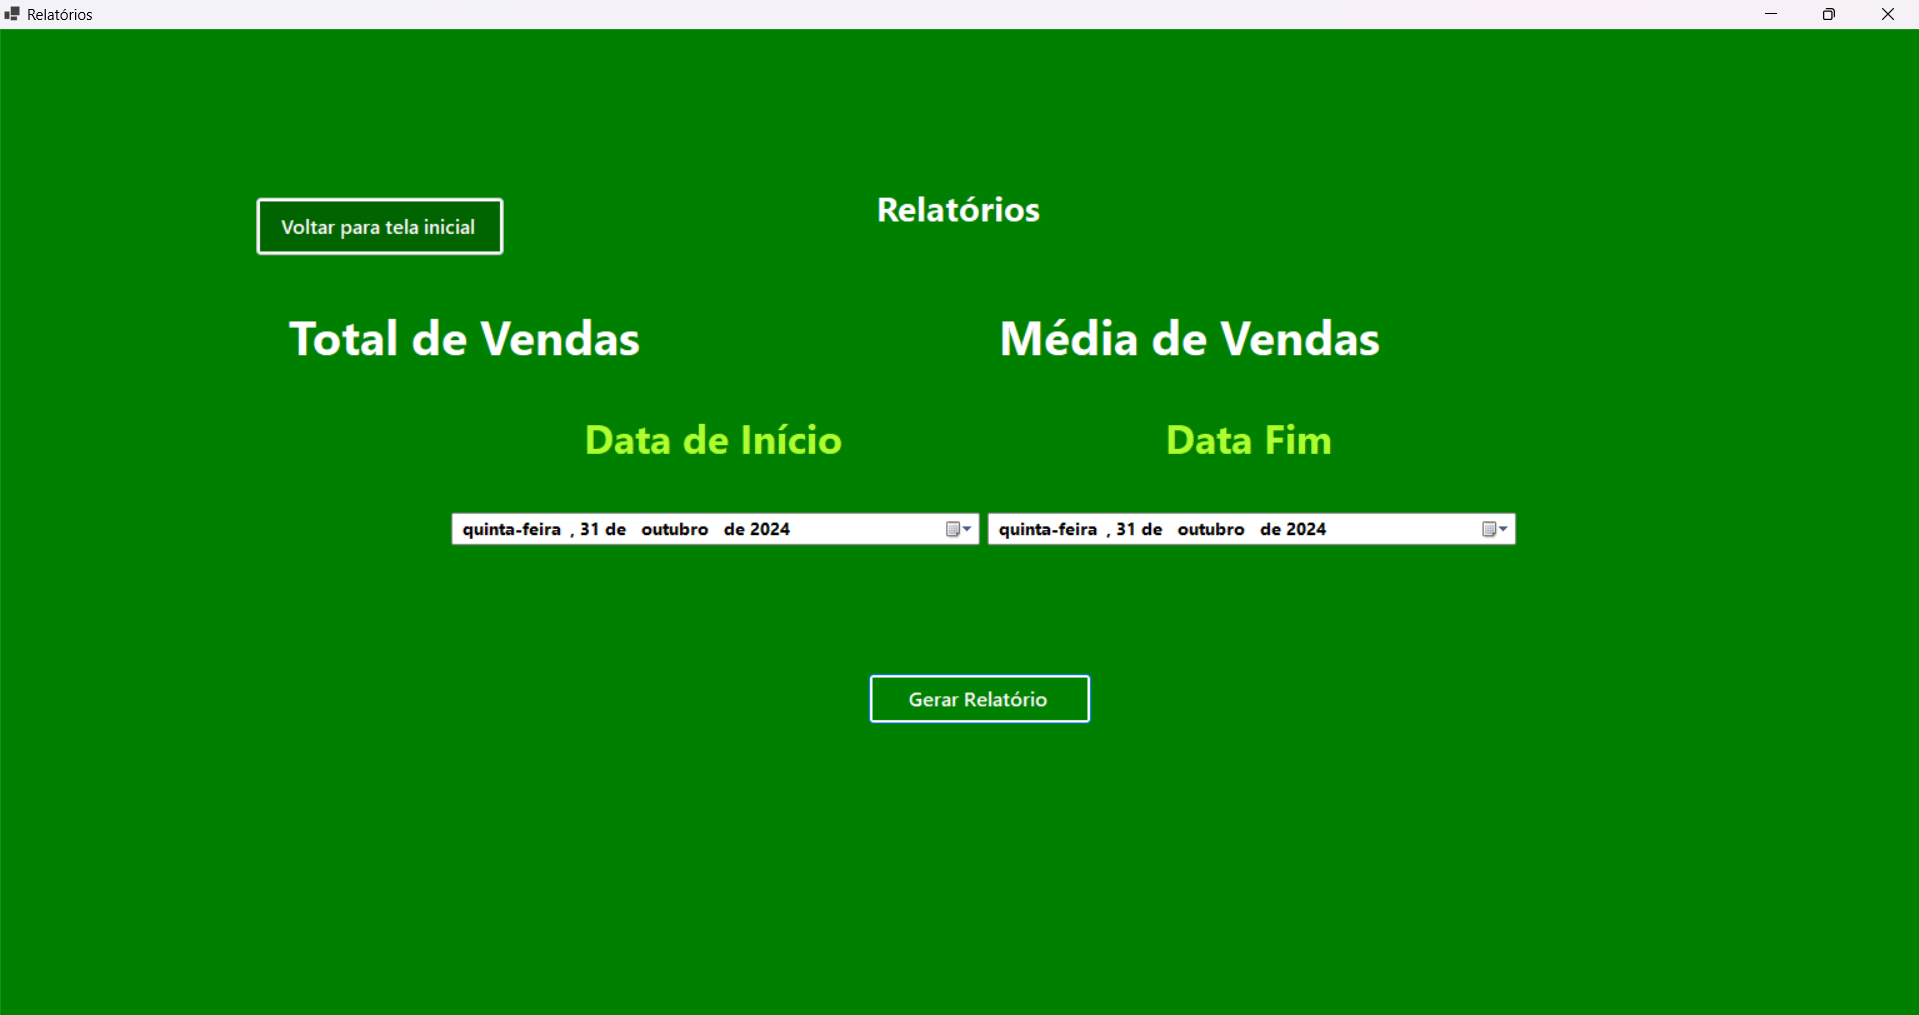 Relatórios
Relatórios
Voltar para tela inicial
Total de Vendas
Média de Vendas
Data de Início
Data Fim
quinta-feira , 31 de outubro de 2024
quinta-feira , 31 de outubro de 2024
Gerar Relatório